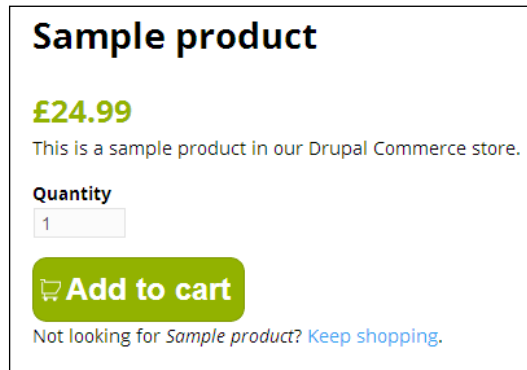 Sample product
£24.99
This is a sample product in our Drupal Commerce store.
Quantity
1
Add to cart
Not looking for Sample product? Keep shopping.